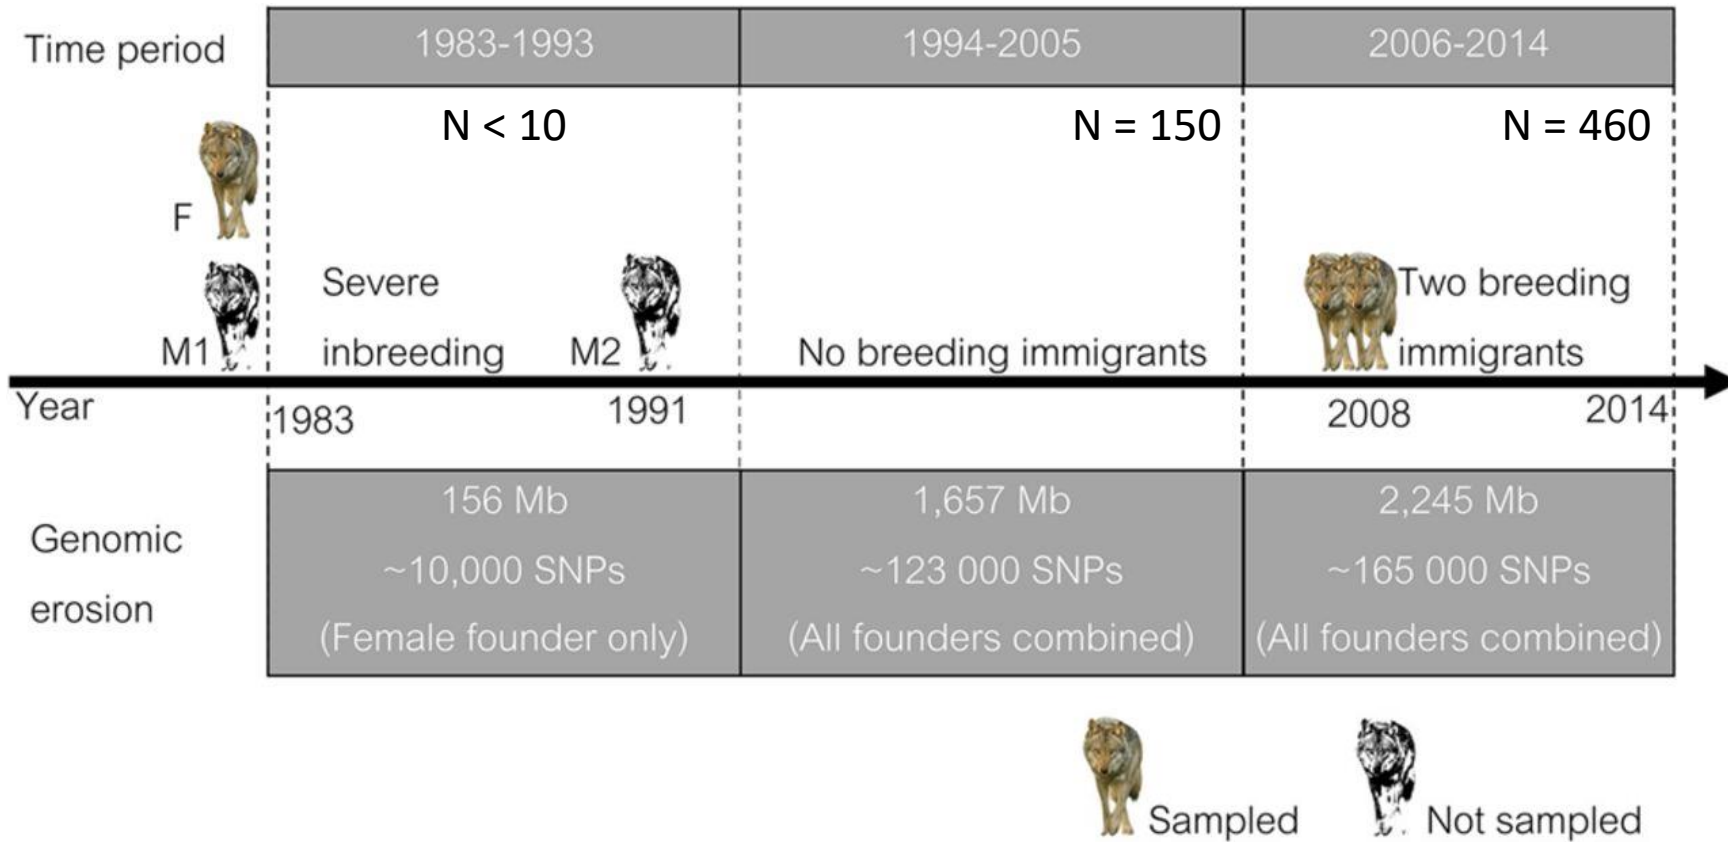 Time period
1983-1993
1994-2005
2006-2014
N < 10
N = 150
N = 460
F
M1
Severe
inbreeding
M2
No breeding immigrants
Two breeding
immigrants
Year
1983
1991
2008
2014
Genomic
erosion
156 Mb
~10,000 SNPs
(Female founder only)
1,657 Mb
~123 000 SNPs
(All founders combined)
2,245 Mb
~165 000 SNPs
(All founders combined)
Sampled
Not sampled